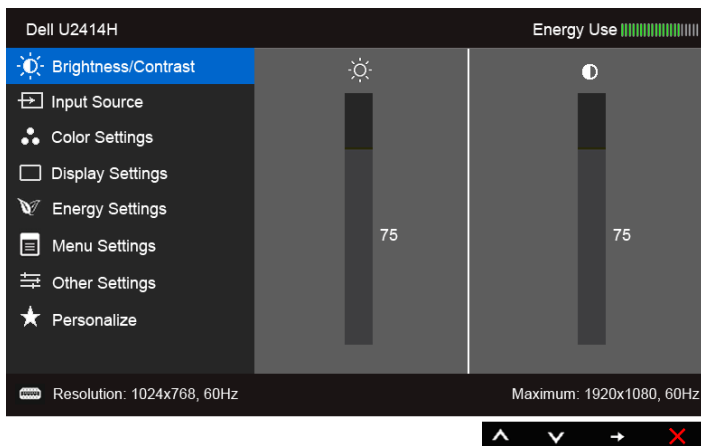 Dell U2414H Energy Use
Brightness/Contrast
Input Source
Color Settings
Display Settings
Energy Settings
Menu Settings
Other Settings
Personalize
75 75
Resolution: 1024x768, 60Hz Maximum: 1920x1080, 60Hz